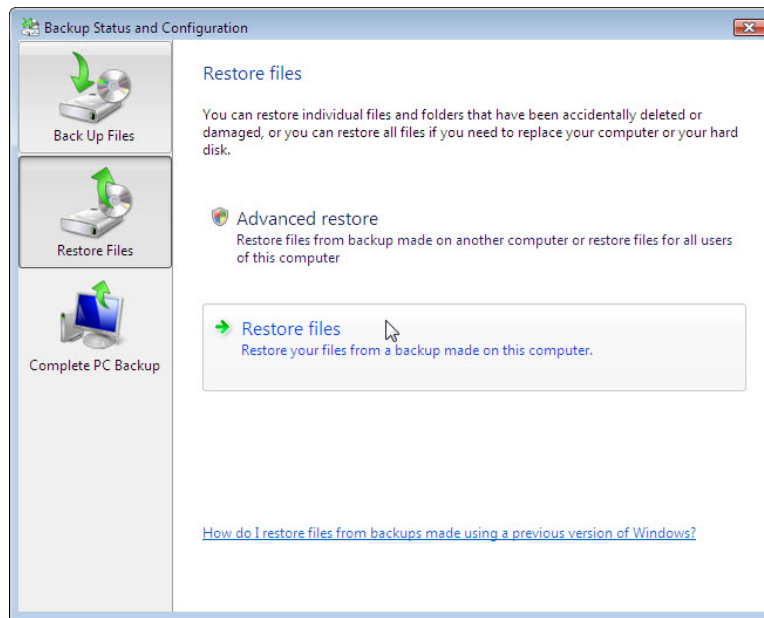 Backup Status and Configuration
Back Up Files
Restore Files
Complete PC Backup
Restore files
You can restore individual files and folders that have been accidentally deleted or
damaged, or you can restore all files if you need to replace your computer or your hard
disk.
Advanced restore
Restore files from backup made on another computer or restore files for all users
of this computer
Restore files
Restore your files from a backup made on this computer.
How do I restore files from backups made using a previous version of Windows?